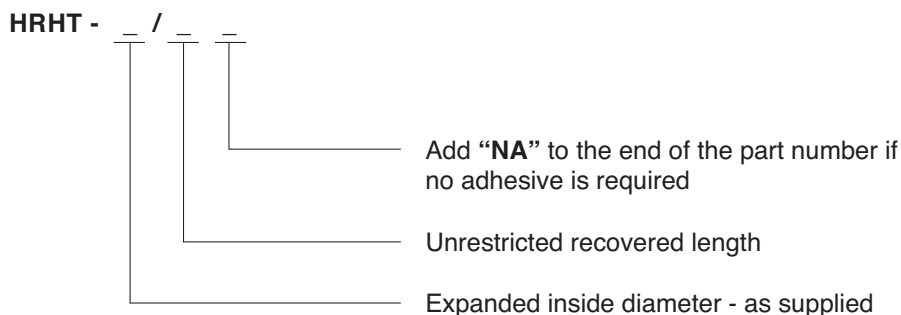 HRHT - _ / _ _
Add “NA” to the end of the part number if
no adhesive is required
Unrestricted recovered length
Expanded inside diameter - as supplied